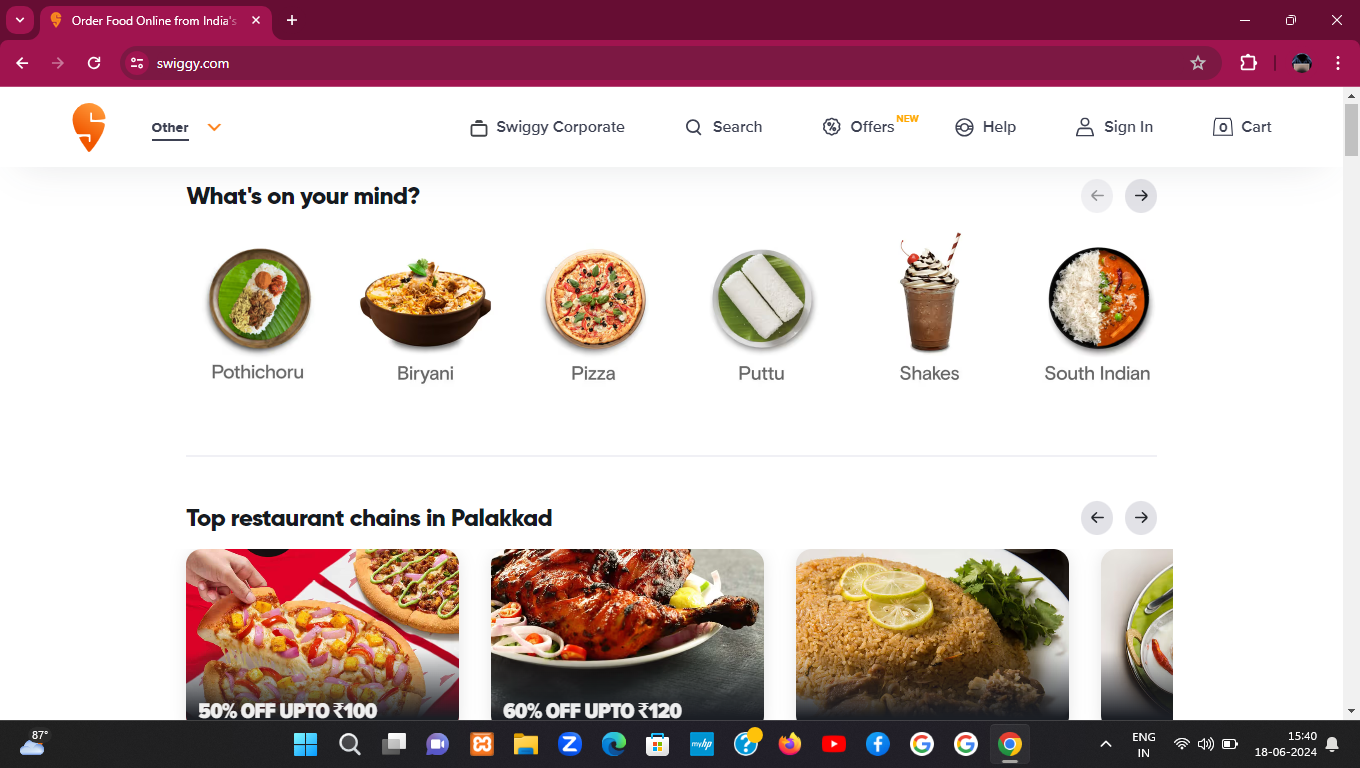 Order Food Online from India's
swiggy.com
Other
Swiggy Corporate
Search
Offers NEW
Help
Sign In
0 Cart
What's on your mind?
Pothichoru
Biryani
Pizza
Puttu
Shakes
South Indian
Top restaurant chains in Palakkad
50% OFF UPTO ₹100
60% OFF UPTO ₹120
87°
myhp
ENG
IN
15:40
18-06-2024